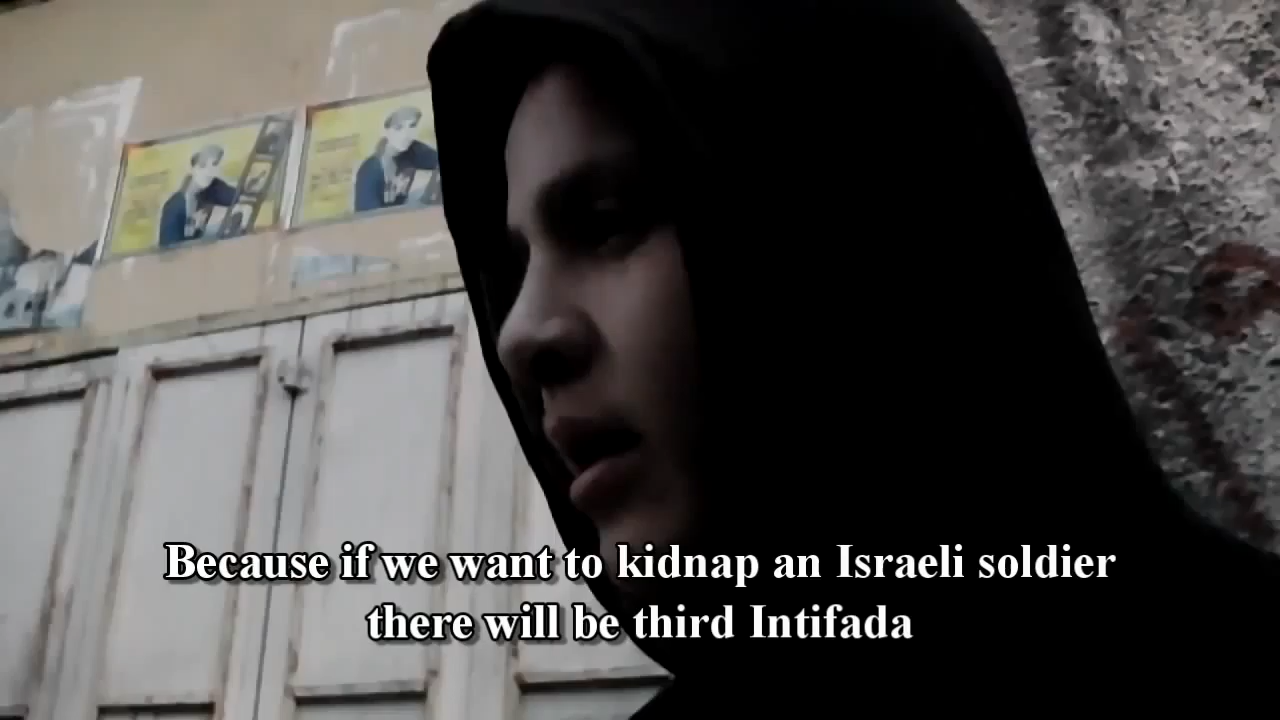 Because if we want to kidnap an Israeli soldier
there will be third Intifada